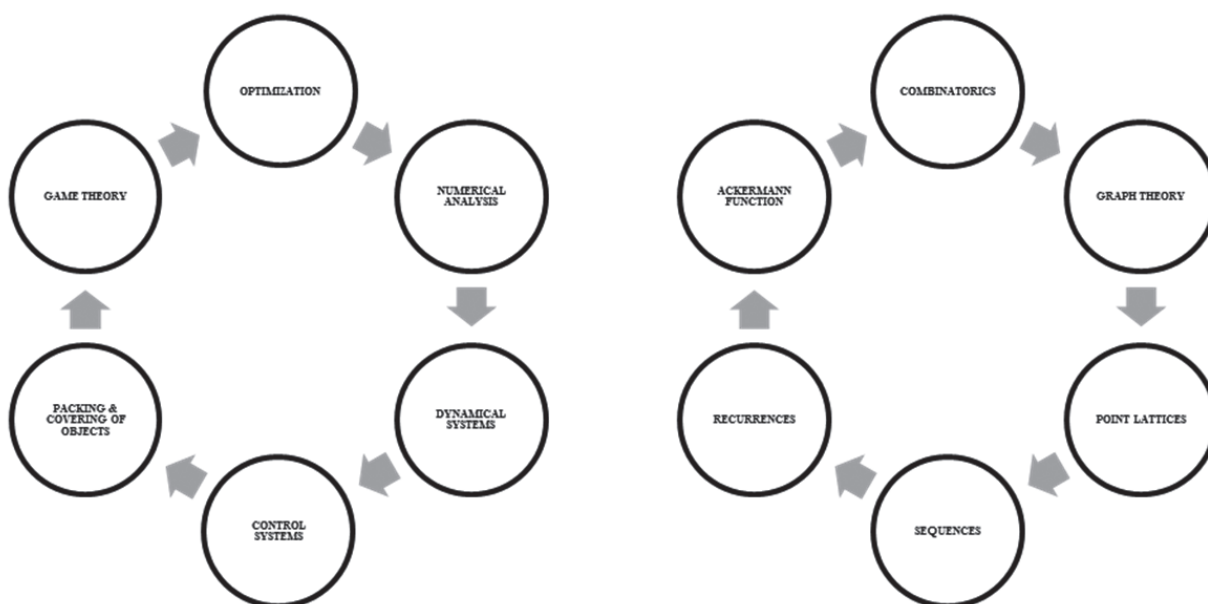 OPTIMIZATION
NUMERICAL
ANALYSIS
DYNAMICAL
SYSTEMS
CONTROL
SYSTEMS
PACKING &
COVERING OF
OBJECTS
GAME THEORY
COMBINATORICS
GRAPH THEORY
POINT LATTICES
SEQUENCES
RECURRENCES
ACKERMANN
FUNCTION